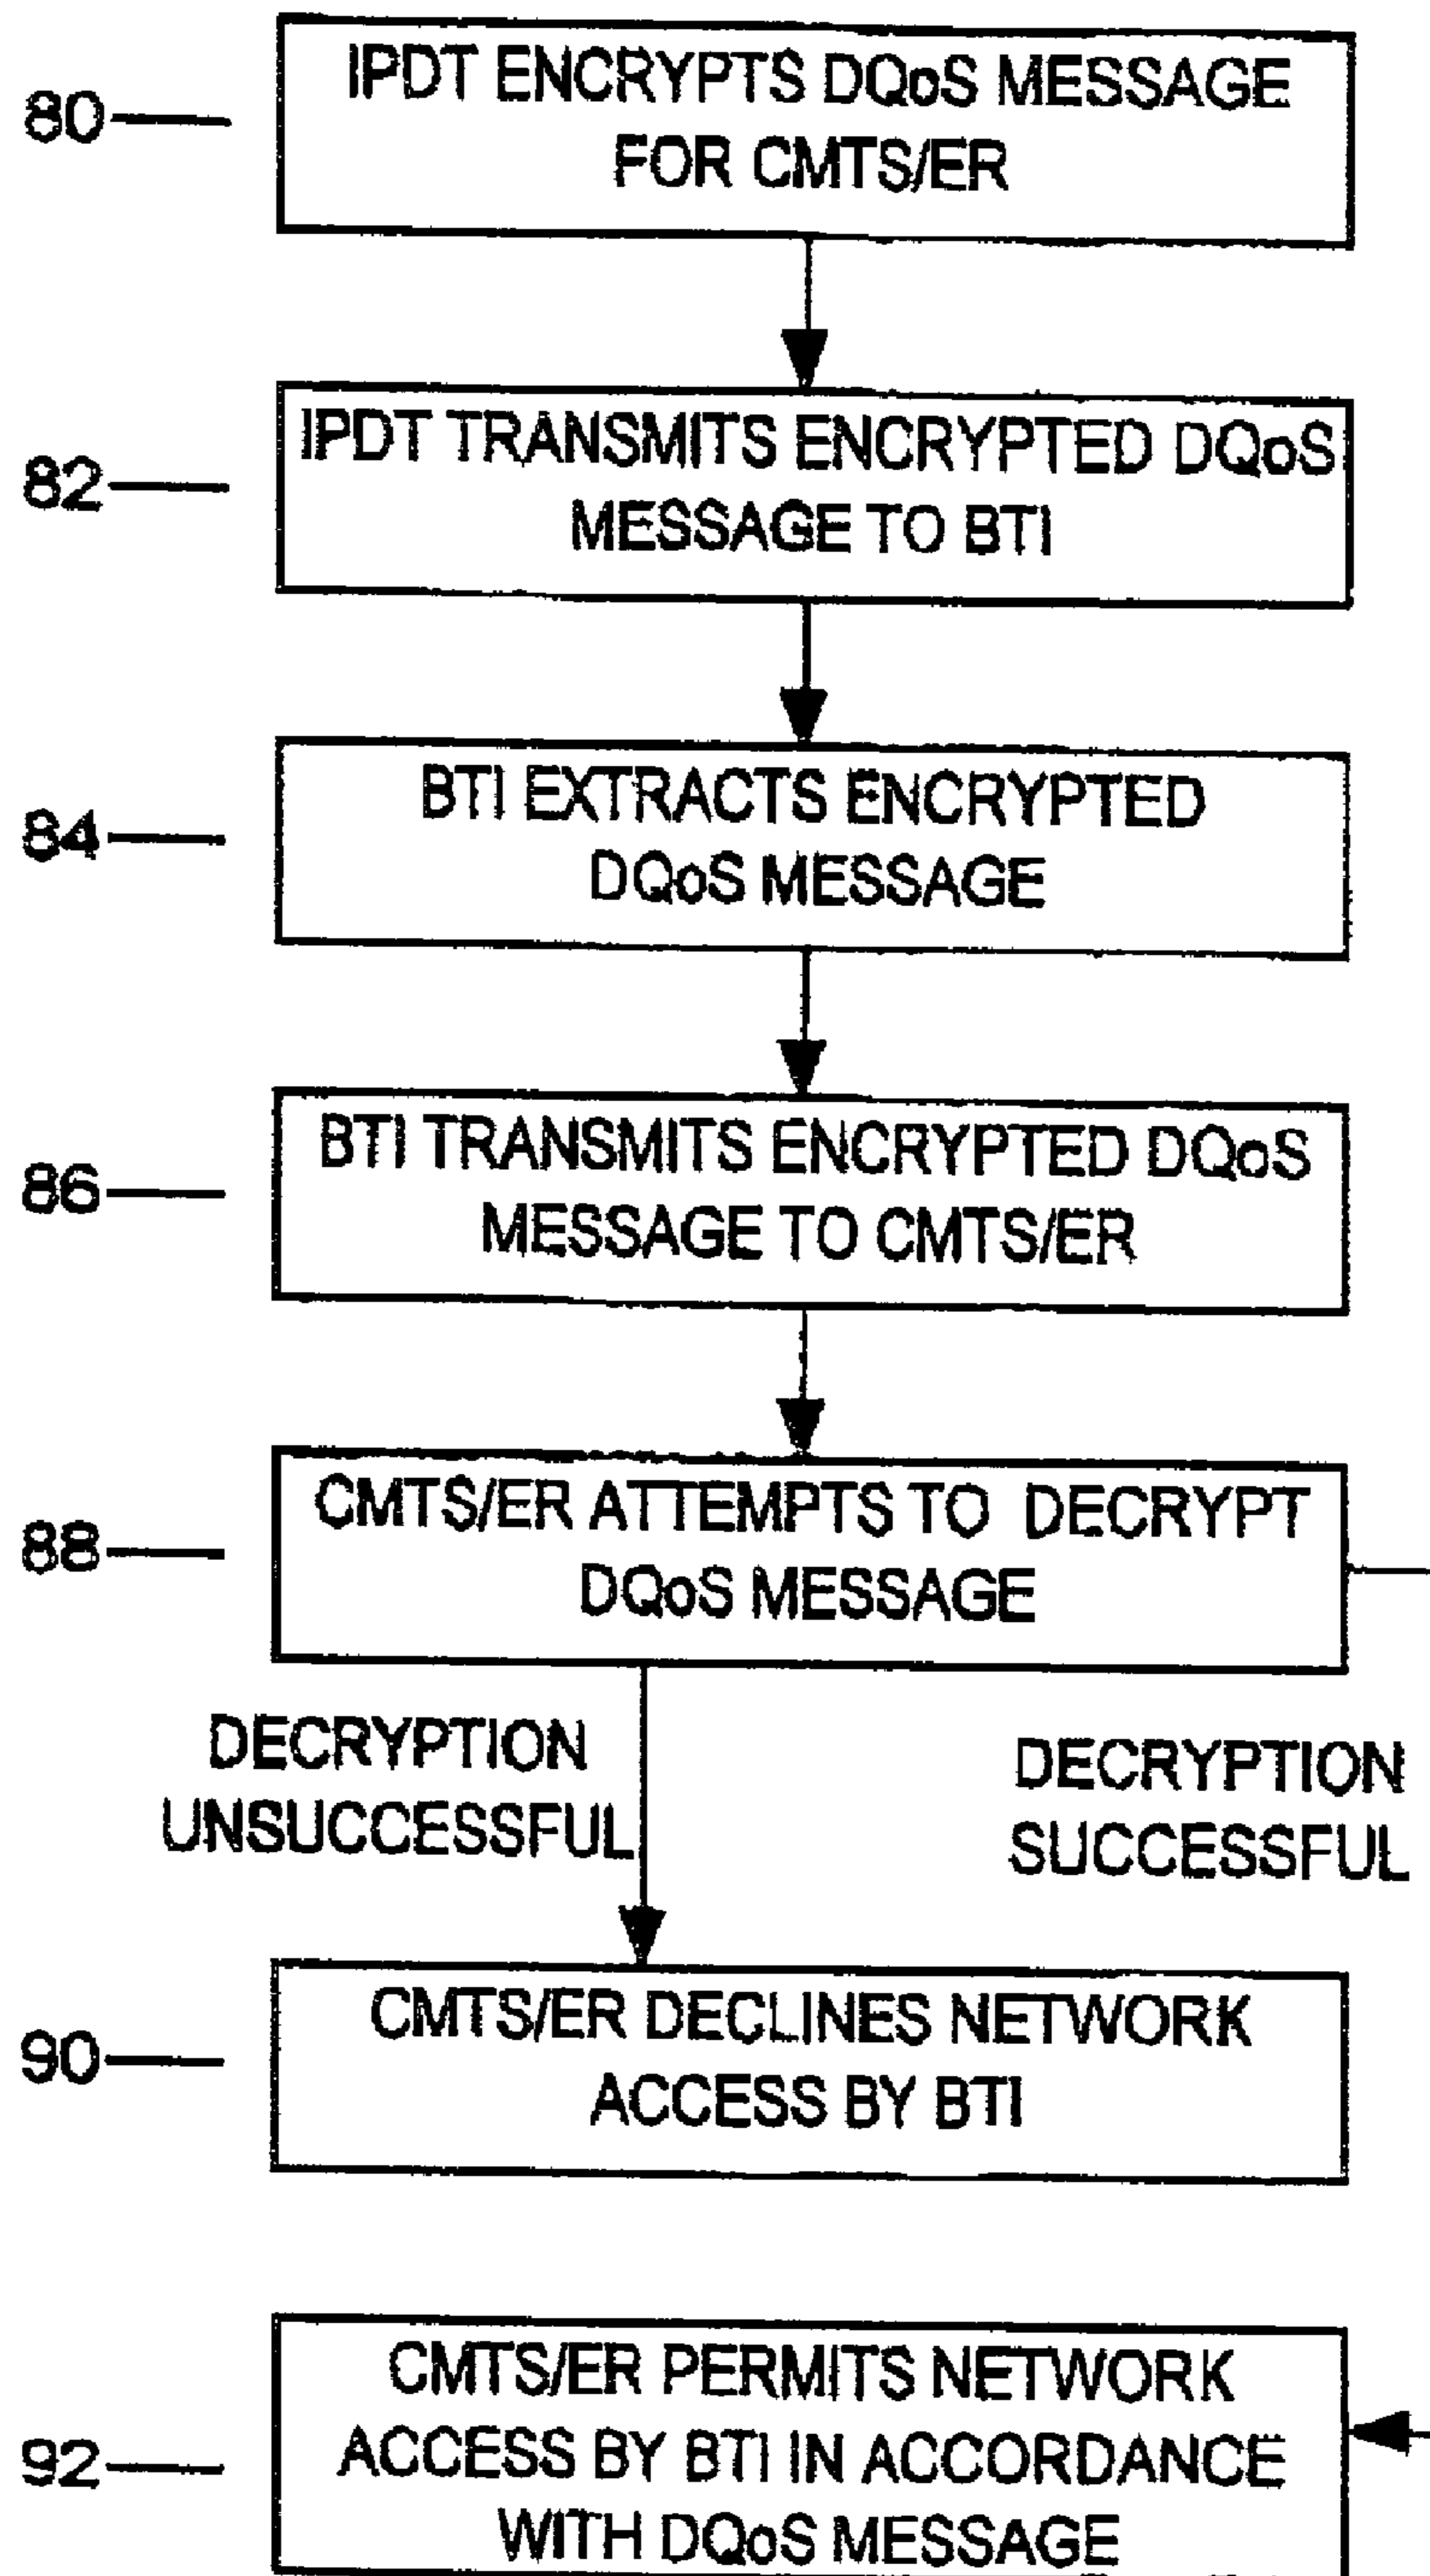 80
IPDT ENCRYPTS DQoS MESSAGE
FOR CMTS/ER
82
IPDT TRANSMITS ENCRYPTED DQoS
MESSAGE TO BTI
84
BTI EXTRACTS ENCRYPTED
DQoS MESSAGE
86
BTI TRANSMITS ENCRYPTED DQoS
MESSAGE TO CMTS/ER
88
CMTS/ER ATTEMPTS TO DECRYPT
DQoS MESSAGE
DECRYPTION
UNSUCCESSFUL
DECRYPTION
SUCCESSFUL
90
CMTS/ER DECLINES NETWORK
ACCESS BY BTI
92
CMTS/ER PERMITS NETWORK
ACCESS BY BTI IN ACCORDANCE
WITH DQoS MESSAGE